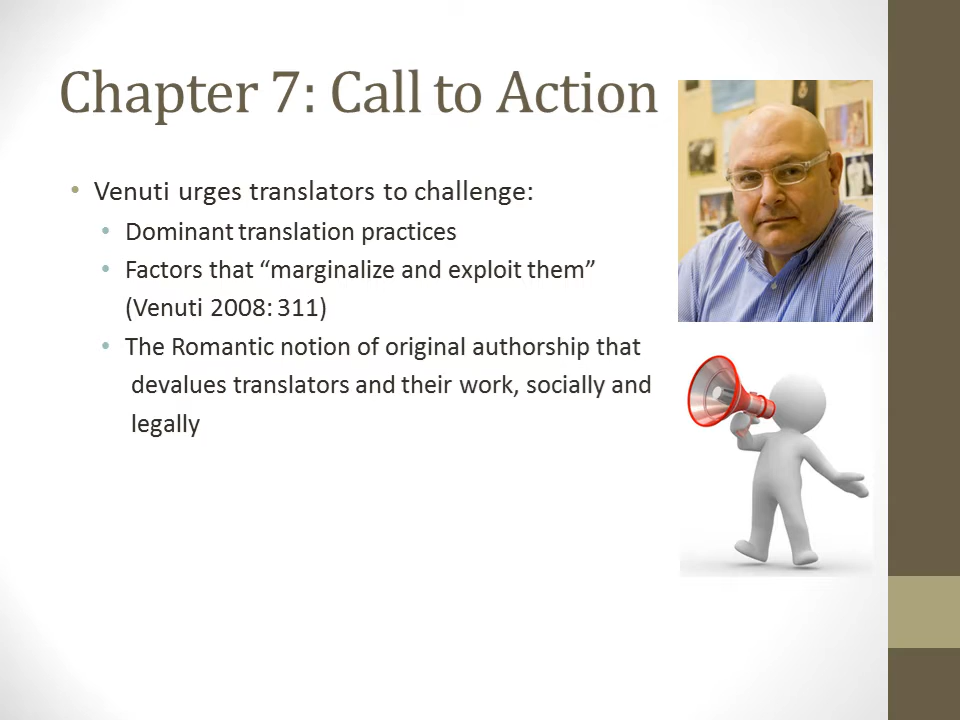 Chapter 7: Call to Action
• Venuti urges translators to challenge:
• Dominant translation practices
• Factors that “marginalize and exploit them”
(Venuti 2008: 311)
• The Romantic notion of original authorship that
devalues translators and their work, socially and
legally